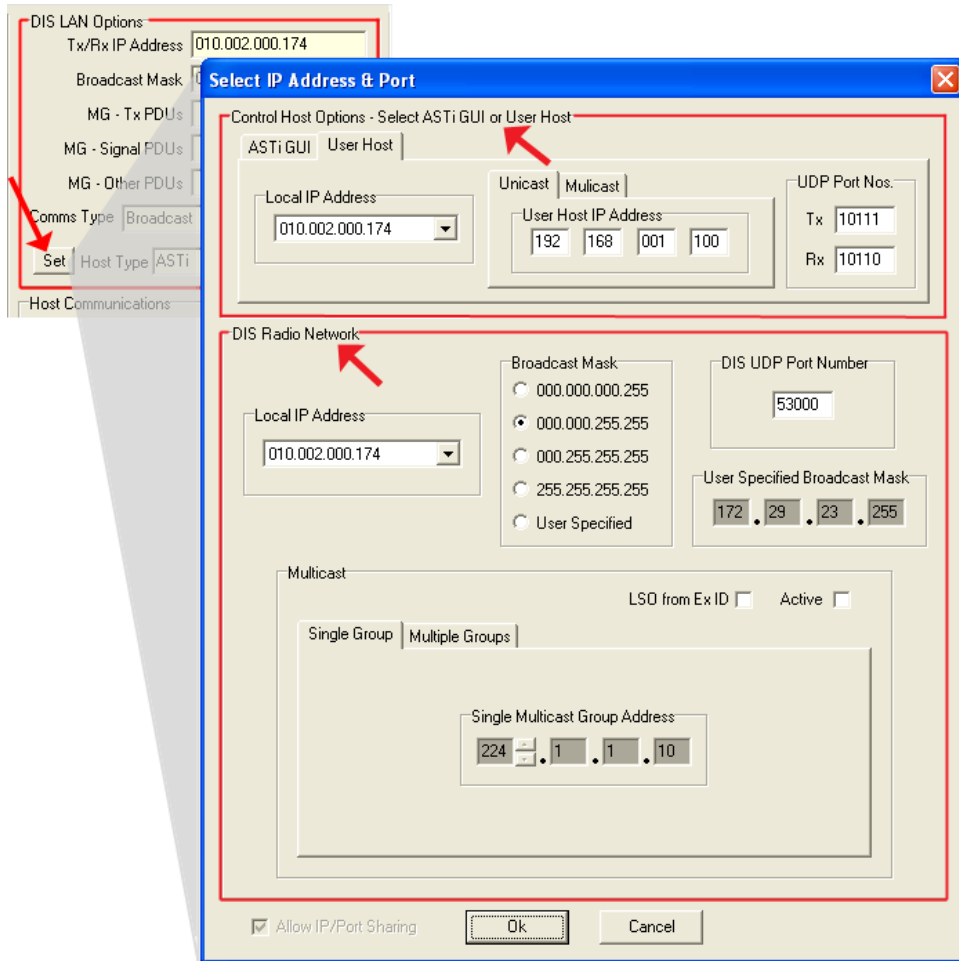 DIS LAN Options
Tx/Rx IP Address 010.002.000.174
Broadcast Mask
MG - Tx PDUs
MG - Signal PDUs
MG - Other PDUs
Comms Type Broadcast
Set Host Type ASTi
Host Communications
Select IP Address & Port
Control Host Options - Select ASTi GUI or User Host
ASTi GUI User Host
Local IP Address
010.002.000.174
Unicast Mulicast
User Host IP Address
192 168 001 100
UDP Port Nos.
Tx 10111
Rx 10110
DIS Radio Network
Local IP Address
010.002.000.174
Broadcast Mask
000.000.000.255
000.000.255.255
000.255.255.255
255.255.255.255
User Specified
DIS UDP Port Number
53000
User Specified Broadcast Mask
172 . 29 . 23 . 255
Multicast
LSO from Ex ID Active
Single Group Multiple Groups
Single Multicast Group Address
224 . 1 . 1 . 10
Allow IP/Port Sharing Ok Cancel